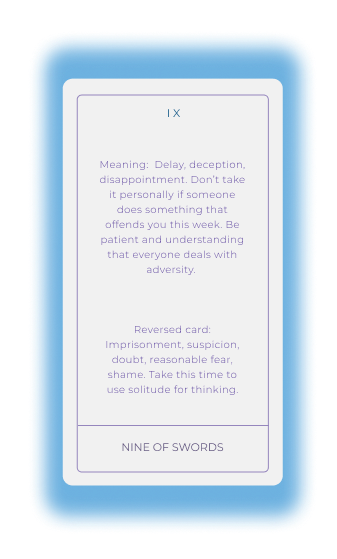 IX
Meaning: Delay, deception,
disappointment. Don't take
it personally if someone
does something that
offends you this week. Be
patient and understanding
that everyone deals with
adversity.
Reversed card:
Imprisonment, suspicion,
doubt, reasonable fear,
shame. Take this time to
use solitude for thinking.
NINE OF SWORDS